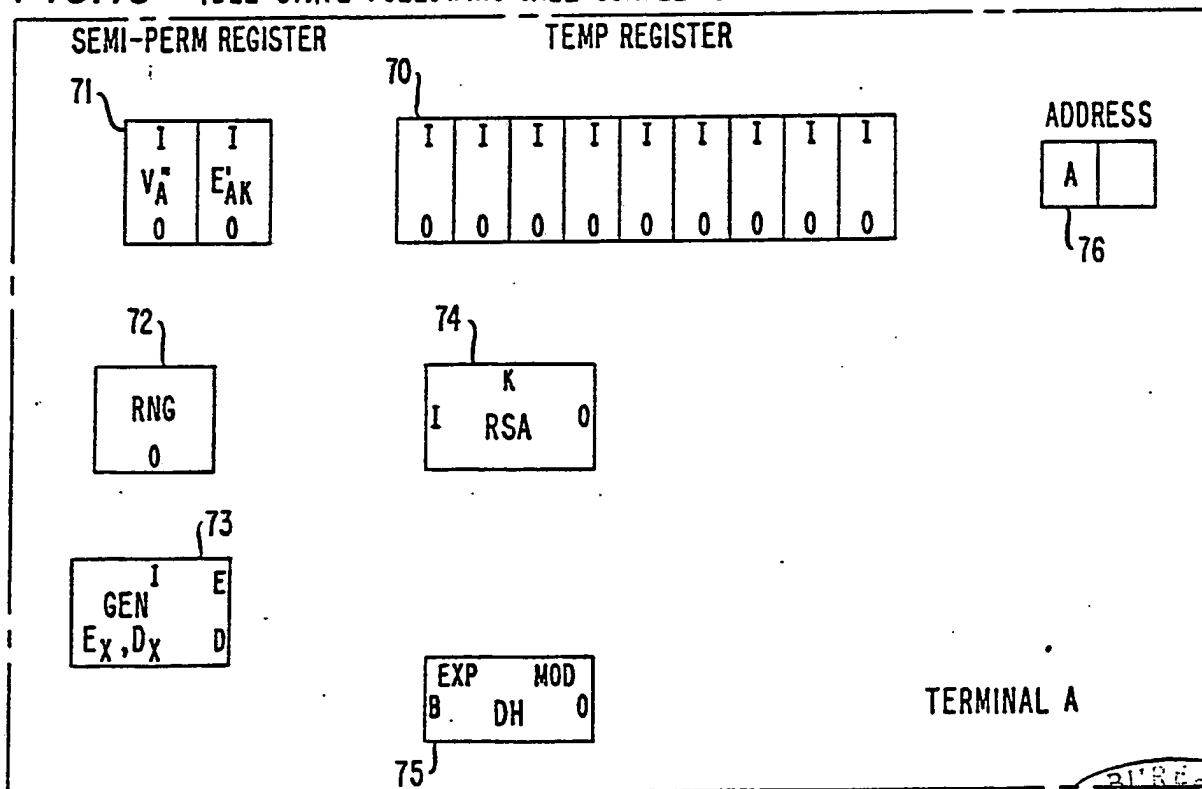 SEMI-PERM REGISTER
TEMP REGISTER
71
I I
V"A E'AK
0 0
70
I I I I I I I I I
0 0 0 0 0 0 0 0 0
ADDRESS
A
76
72
RNG
0
74
K
I RSA 0
73
I E
GEN
EX,DX D
EXP MOD
B DH 0
75
TERMINAL A